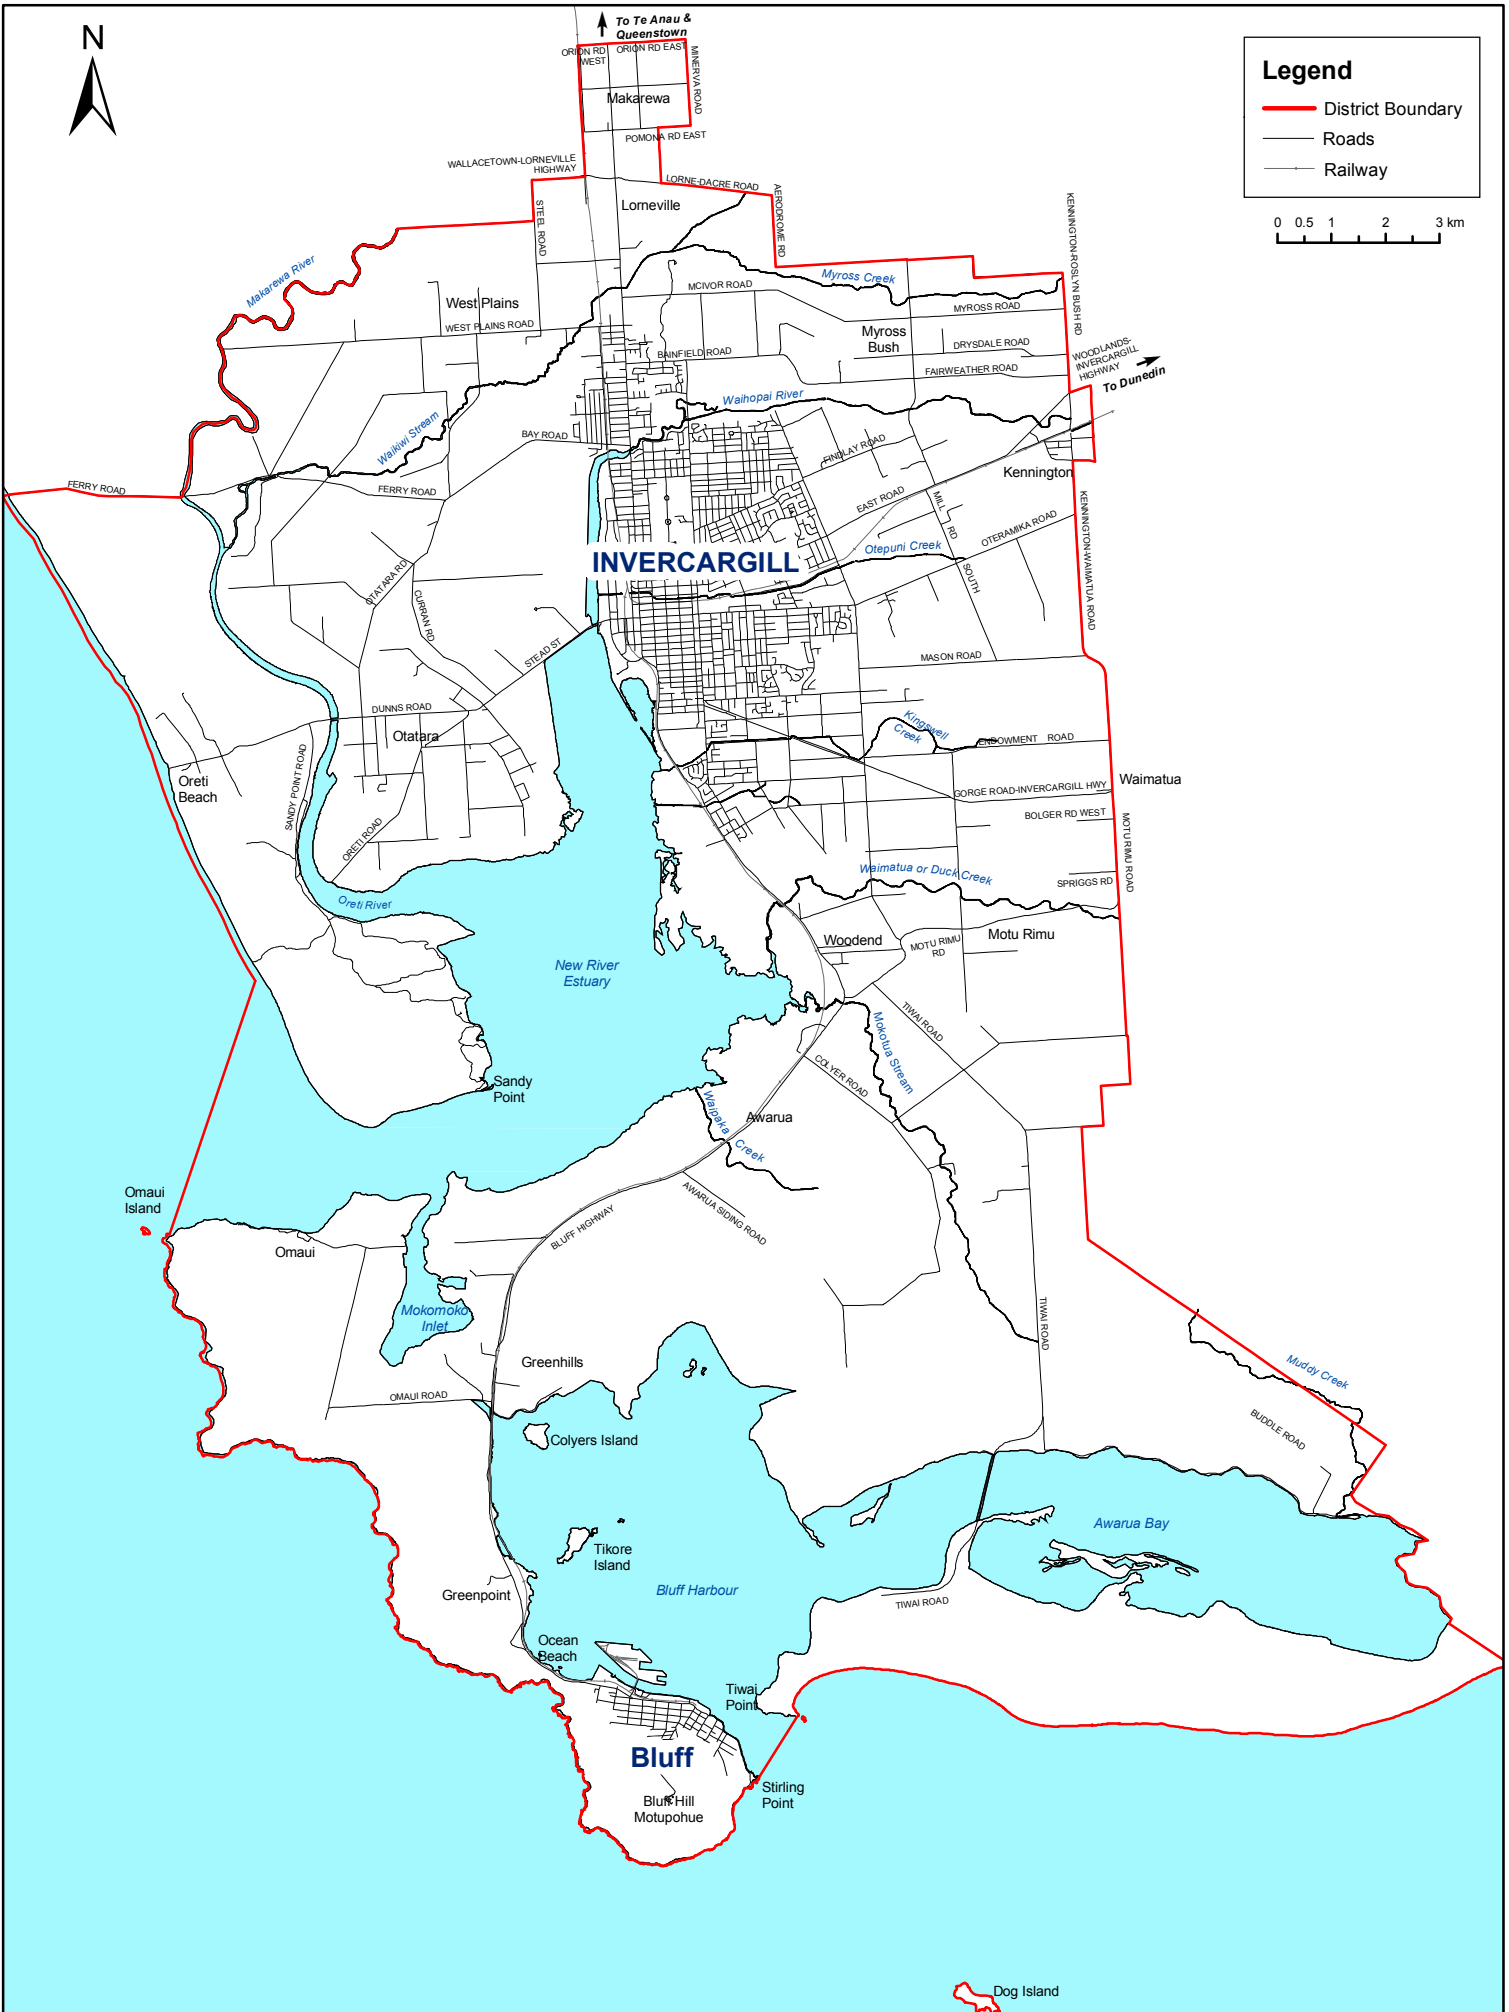 N
To Te Anau &
Queenstown
ORION RD
WEST
ORION RD EAST
MINERVA ROAD
Makarewa
POMONA RD EAST
WALLACETOWN-LORNEVILLE
HIGHWAY
LORNE-DACRE ROAD
Legend
District Boundary
Roads
Railway
0 0.5 1 2 3 km
STEEL ROAD
Lorneville
AERODROME RD
KENNINGTON-ROSLYN BUSH RD
Makarewa River
Myross Creek
MCIVOR ROAD
West Plains
WEST PLAINS ROAD
MYROSS ROAD
Myross
Bush
DRYSDALE ROAD
BAINFIELD ROAD
FAIRWEATHER ROAD
WOODLANDS-
INVERCARGILL
HIGHWAY
To Dunedin
Waihopai River
Waikiwi Stream
BAY ROAD
FINDLAY ROAD
Kennington
FERRY ROAD
FERRY ROAD
EAST ROAD
MILL RD
SOUTH
OTERAMIKA ROAD
KENNINGTON-WAIMATUA ROAD
Otepuni Creek
INVERCARGILL
OTATARA RD
CURRAN RD
STEAD ST
MASON ROAD
DUNNS ROAD
Otatara
Kingswell
Creek
ENDOWMENT ROAD
Oreti
Beach
SANDY POINT ROAD
Waimatua
GORGE ROAD-INVERCARGILL HWY
BOLGER RD WEST
MOTU RIMU ROAD
ORETI ROAD
Waimatua or Duck Creek
SPRIGGS RD
Oreti River
Woodend
MOTU RIMU
RD
Motu Rimu
New River
Estuary
TIWAI ROAD
Mokotua Stream
COLYER ROAD
Sandy
Point
Waipaka Creek
Awarua
AWARUA SIDING ROAD
Omaui
Island
BLUFF HIGHWAY
Omaui
Mokomoko
Inlet
TIWAI ROAD
Greenhills
Muddy Creek
OMAUI ROAD
BUDDLE ROAD
Colyers Island
Awarua Bay
Tikore
Island
Bluff Harbour
Greenpoint
TIWAI ROAD
Ocean
Beach
Tiwai
Point
Bluff
Stirling
Point
Bluff Hill
Motupohue
Dog Island